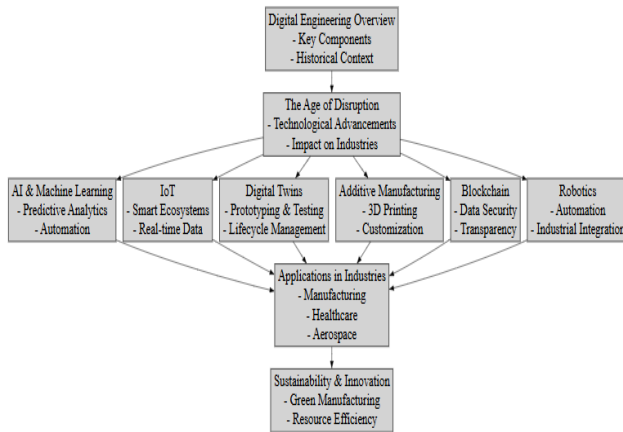 Digital Engineering Overview
- Key Components
- Historical Context
The Age of Disruption
- Technological Advancements
- Impact on Industries
AI & Machine Learning
- Predictive Analytics
- Automation
IoT
- Smart Ecosystems
- Real-time Data
Digital Twins
- Prototyping & Testing
- Lifecycle Management
Additive Manufacturing
- 3D Printing
- Customization
Blockchain
- Data Security
- Transparency
Robotics
- Automation
- Industrial Integration
Applications in Industries
- Manufacturing
- Healthcare
- Aerospace
Sustainability & Innovation
- Green Manufacturing
- Resource Efficiency